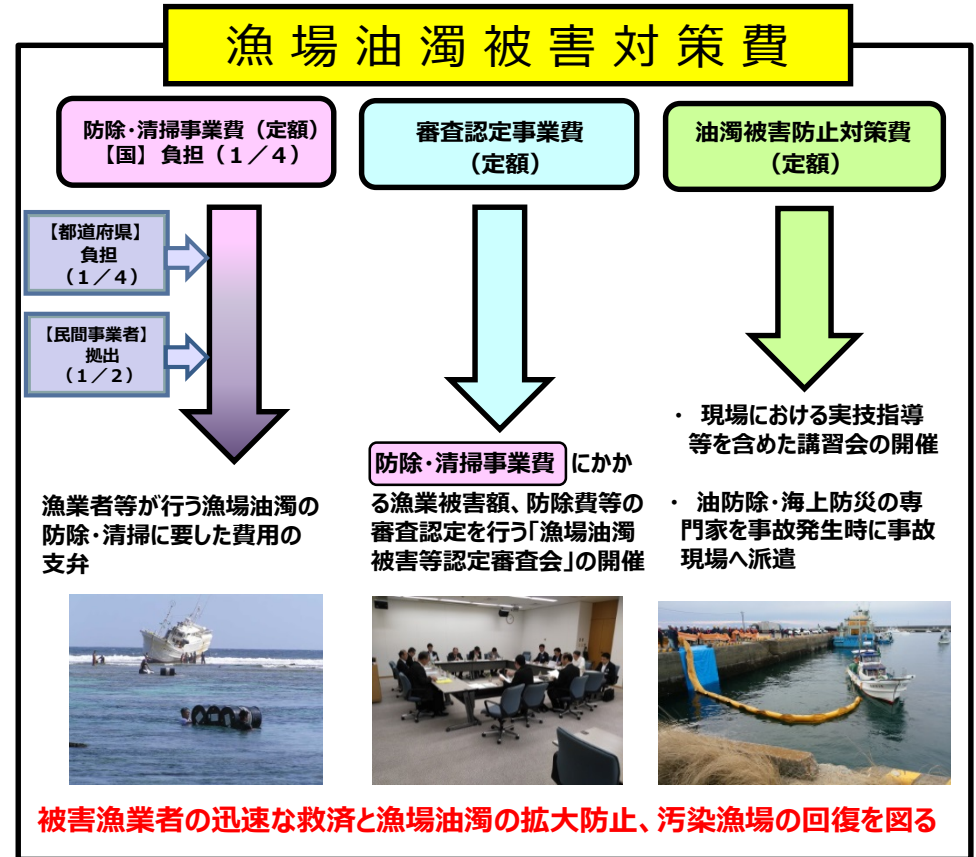 漁場油濁被害対策費
防除・清掃事業費（定額）
【国】 負担（１／４）
審査認定事業費
（定額）
油濁被害防止対策費
（定額）
【都道府県】
負担
（１／４）
【民間事業者】
拠出
（１／２）
漁業者等が行う漁場油濁の
防除・清掃に要した費用の
支弁
防除・清掃事業費 にかか
る漁業被害額、防除費等の
審査認定を行う「漁場油濁
被害等認定審査会」の開催
・ 現場における実技指導
等を含めた講習会の開催
・ 油防除・海上防災の専
門家を事故発生時に事故
現場へ派遣
被害漁業者の迅速な救済と漁場油濁の拡大防止、汚染漁場の回復を図る